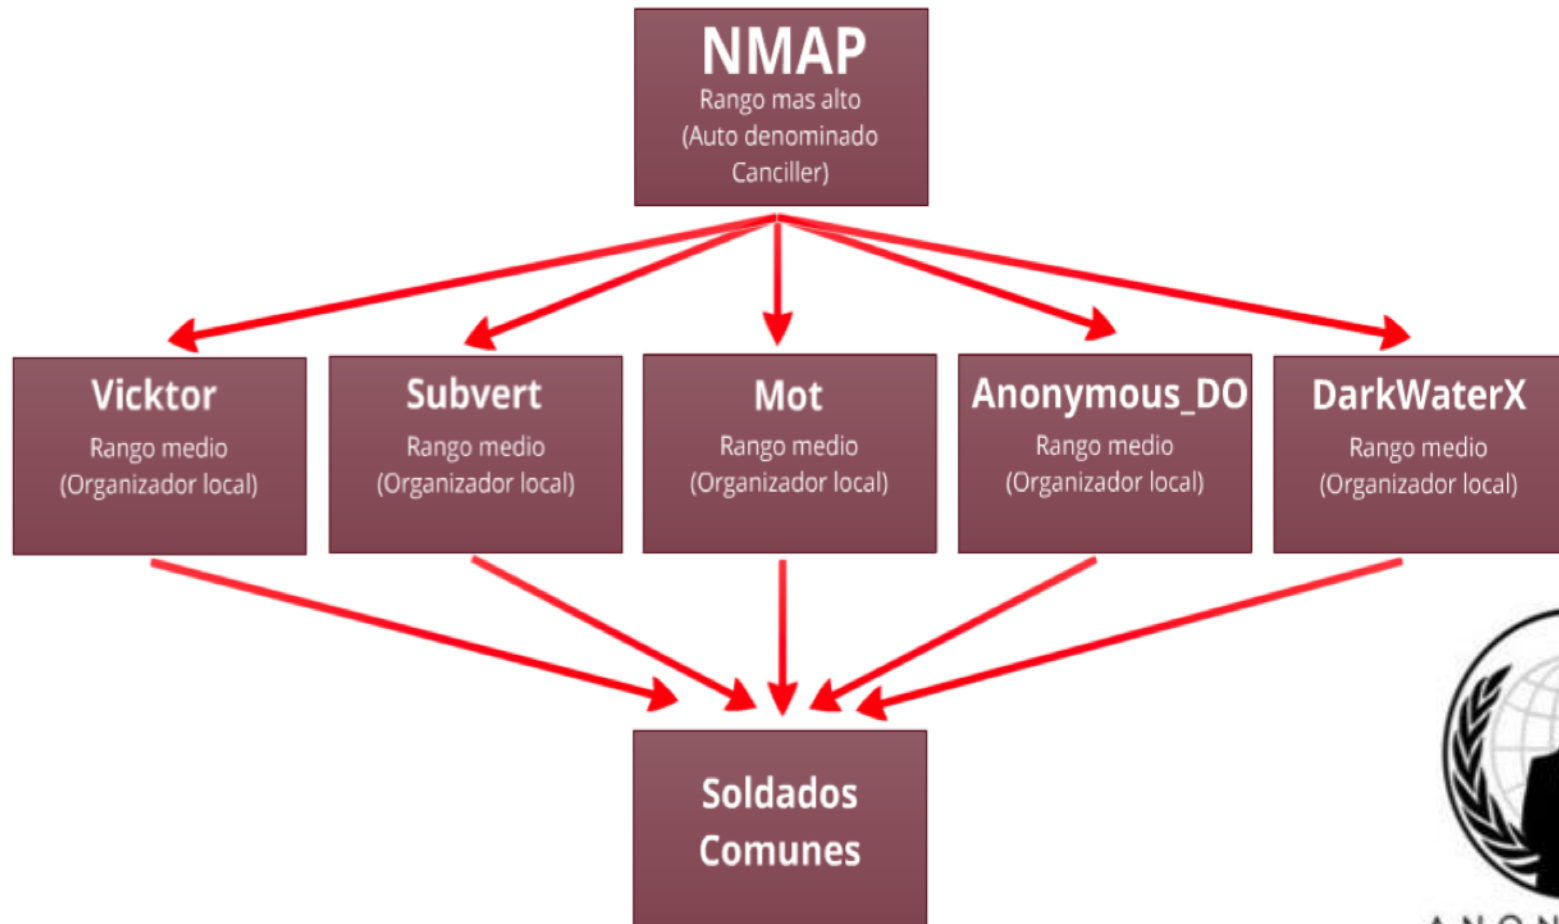 NMAP
Rango mas alto
(Auto denominado
Canciller)
Vicktor
Rango medio
(Organizador local)
Subvert
Rango medio
(Organizador local)
Mot
Rango medio
(Organizador local)
Anonymous_DO
Rango medio
(Organizador local)
DarkWaterX
Rango medio
(Organizador local)
Soldados
Comunes